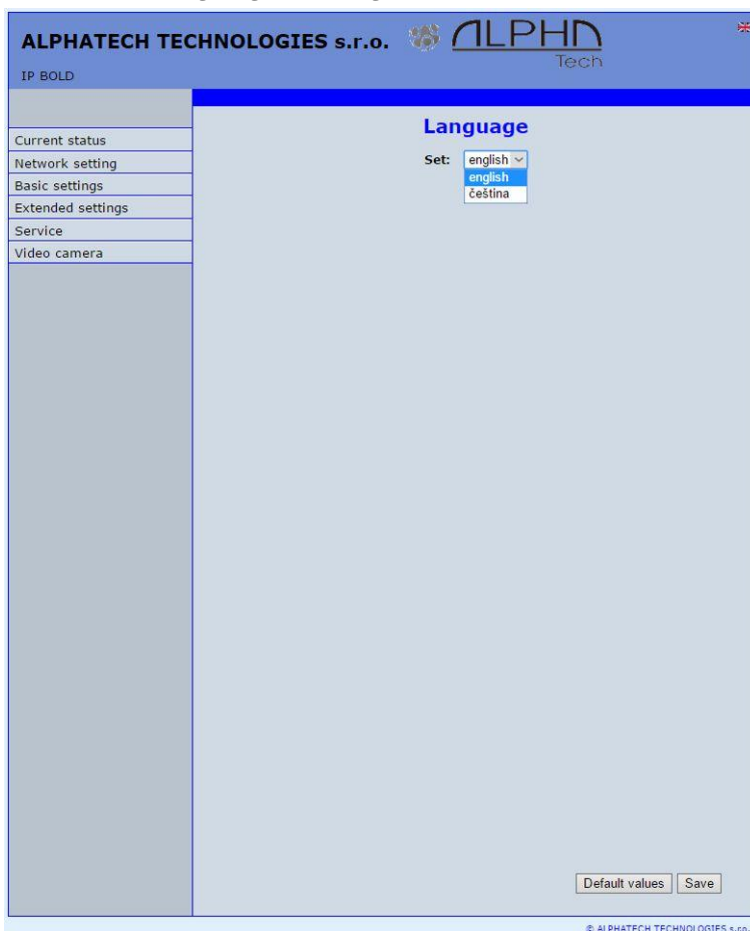 ALPHATECH TECHNOLOGIES s.r.o.
ALPHA
Tech
IP BOLD
Current status
Network setting
Basic settings
Extended settings
Service
Video camera
Language
Set: english
english
čeština
Default values Save
© ALPHATECH TECHNOLOGIES s.r.o.